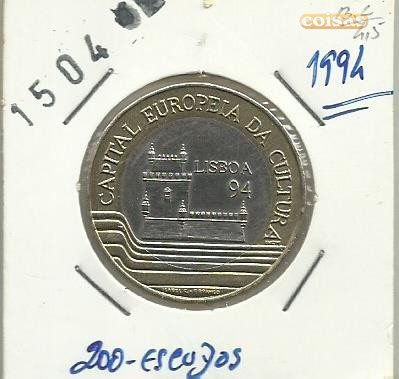 coisas
1504
1994
CAPITAL EUROPEIA DA CULTURA
LISBOA
94
200-escudos